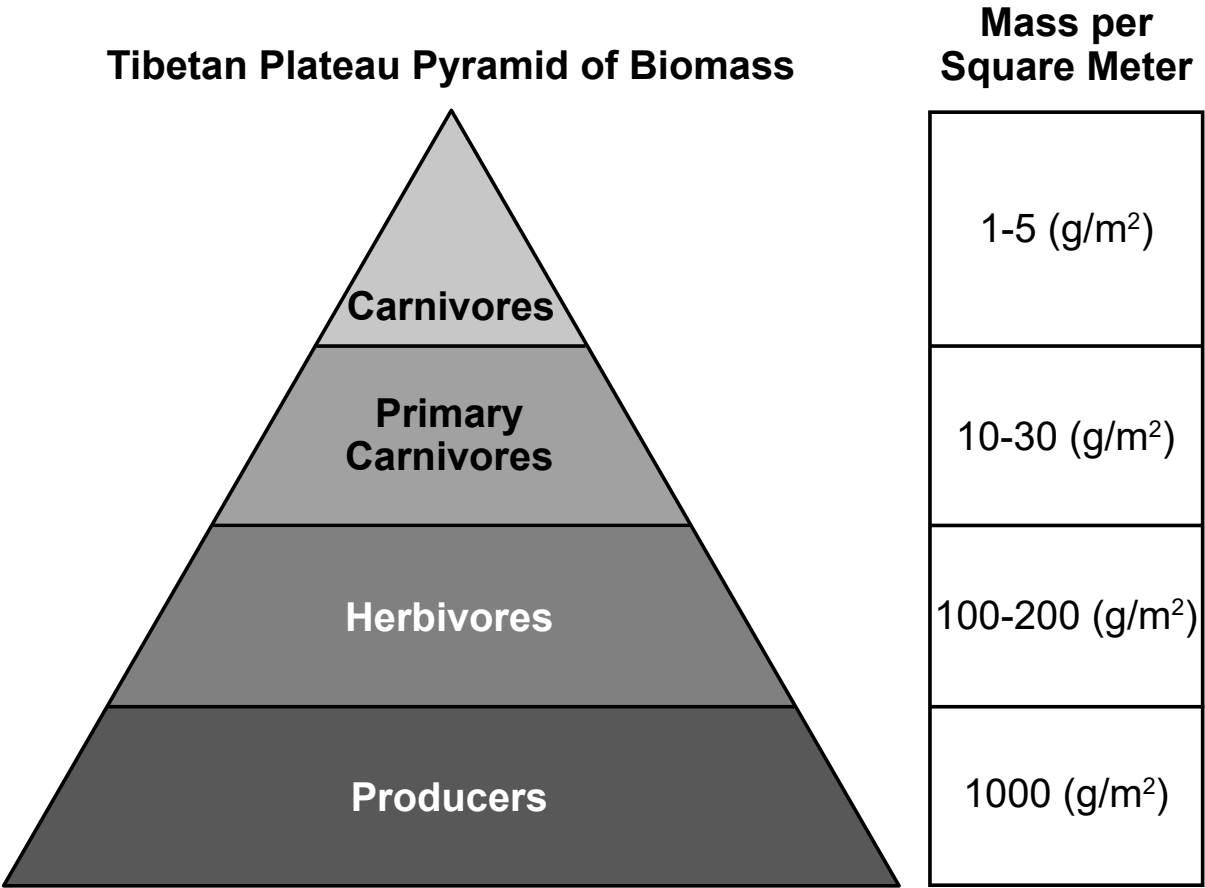 Tibetan Plateau Pyramid of Biomass
Mass per
Square Meter
Carnivores
1-5 (g/m²)
Primary
Carnivores
10-30 (g/m²)
Herbivores
100-200 (g/m²)
Producers
1000 (g/m²)